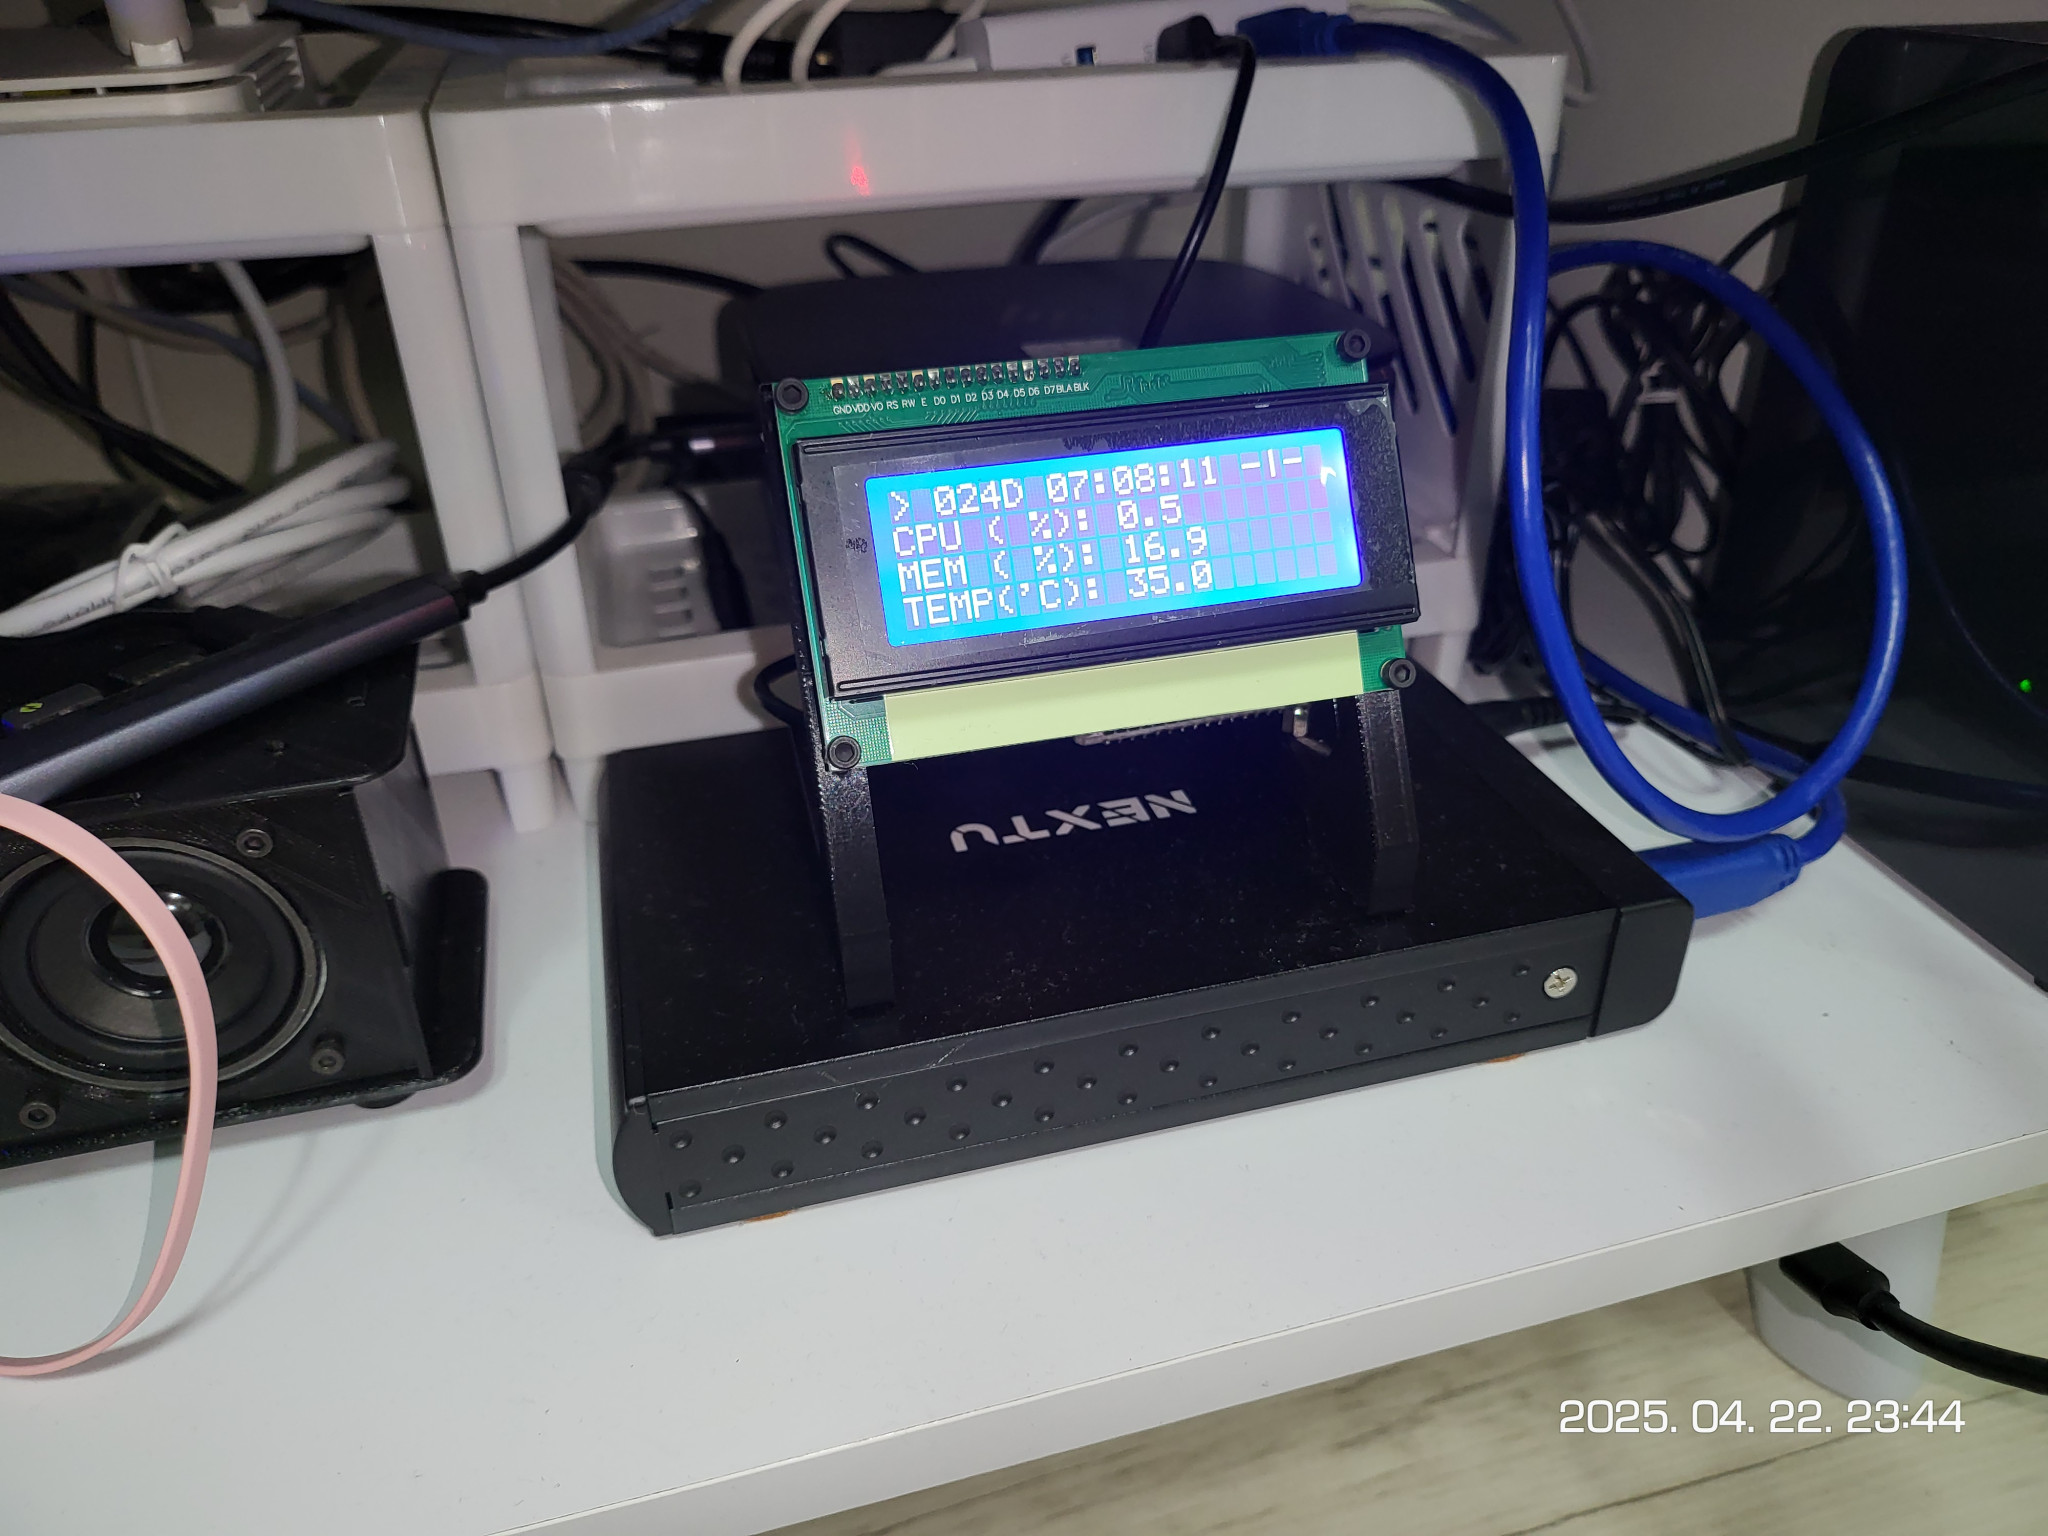 GND VDD VO RS RW E D0 D1 D2 D3 D4 D5 D6 D7 BLA BLK
> 024D 07:08:11 -|-
CPU ( %): 0.5
MEM ( %): 16.9
TEMP('C): 35.0
NEXTU
2025. 04. 22. 23:44